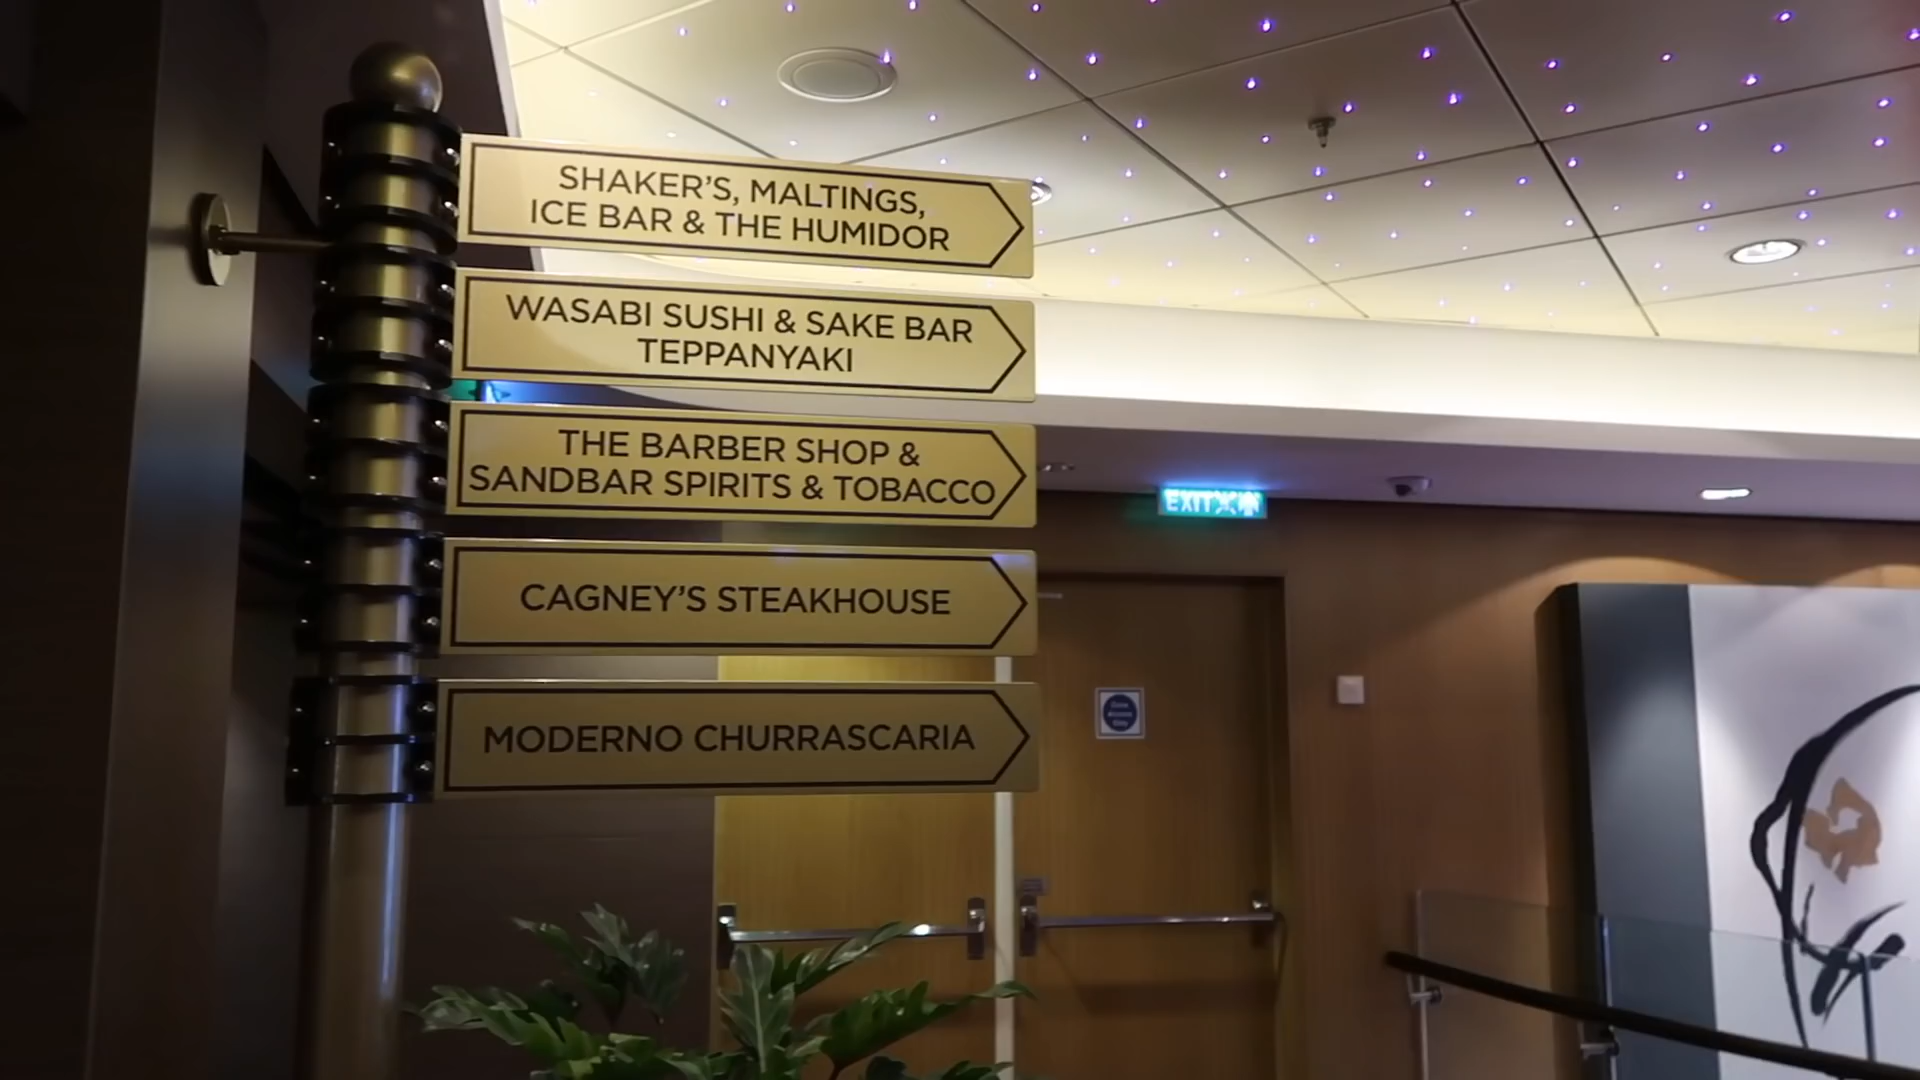 SHAKER'S, MALTINGS,
ICE BAR & THE HUMIDOR
WASABI SUSHI & SAKE BAR
TEPPANYAKI
THE BARBER SHOP &
SANDBAR SPIRITS & TOBACCO
CAGNEY'S STEAKHOUSE
MODERNO CHURRASCARIA
EXIT